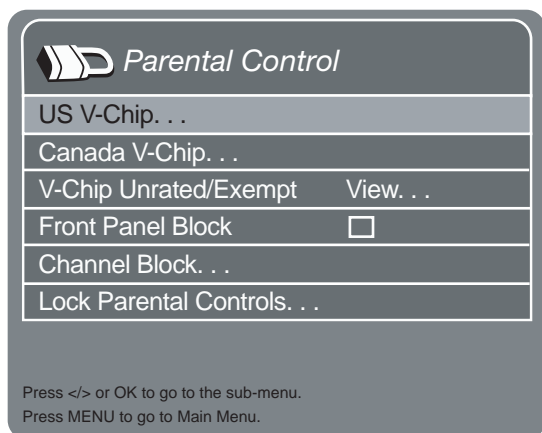 Parental Control
US V-Chip. . .
Canada V-Chip. . .
V-Chip Unrated/Exempt View. . .
Front Panel Block
Channel Block. . .
Lock Parental Controls. . .
Press </> or OK to go to the sub-menu.
Press MENU to go to Main Menu.